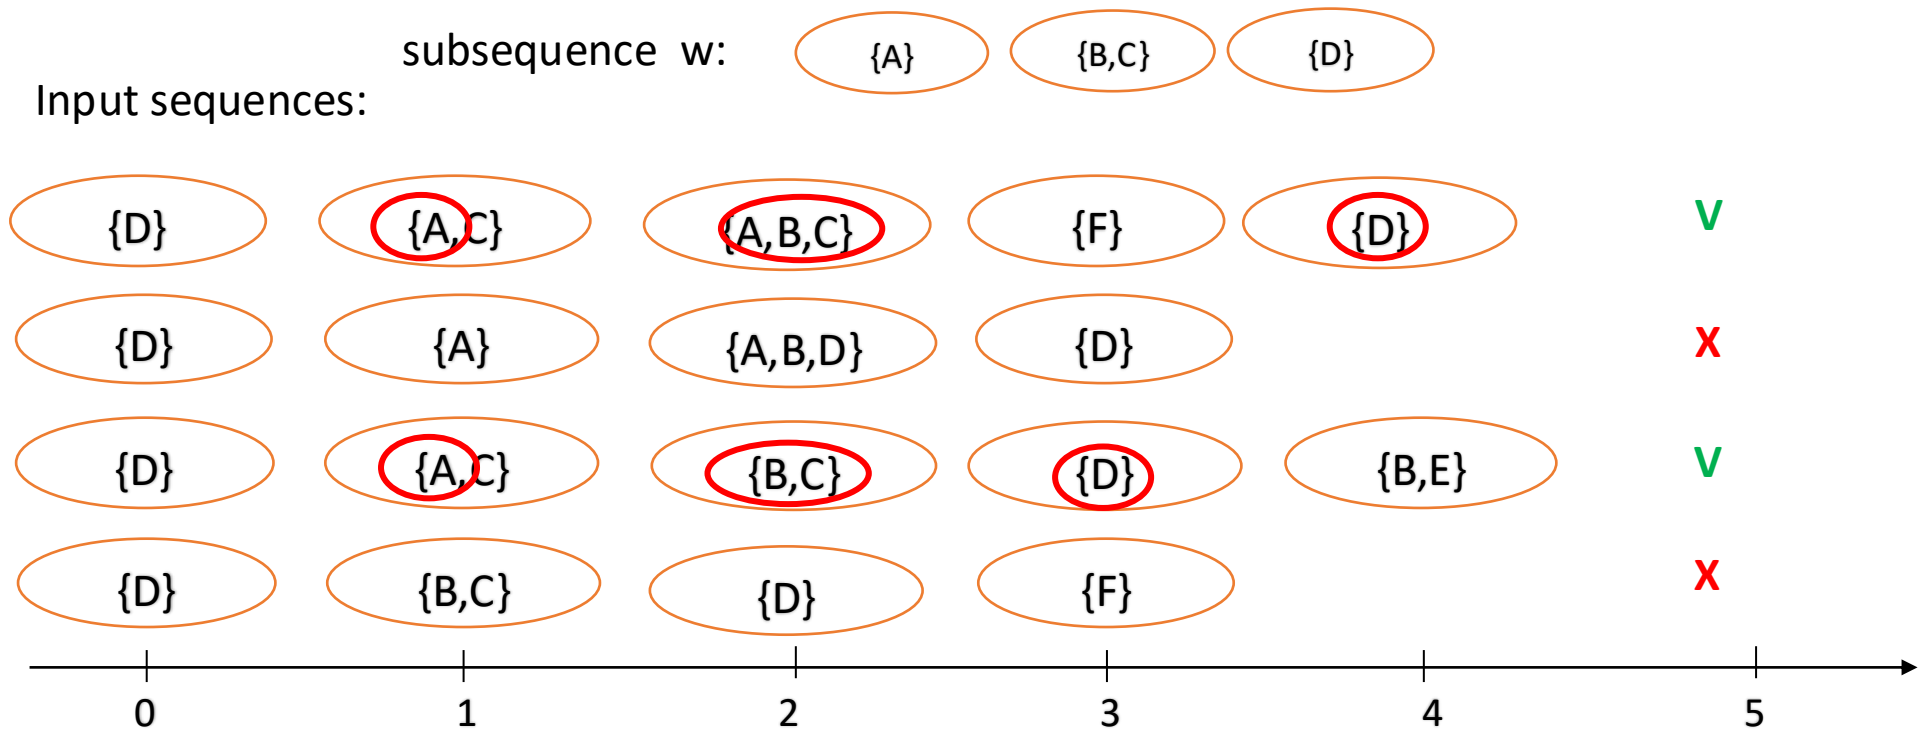 subsequence w: {A} {B,C} {D}
Input sequences:
{D} {A,C} {A,B,C} {F} {D} V
{D} {A} {A,B,D} {D} X
{D} {A,C} {B,C} {D} {B,E} V
{D} {B,C} {D} {F} X
0 1 2 3 4 5